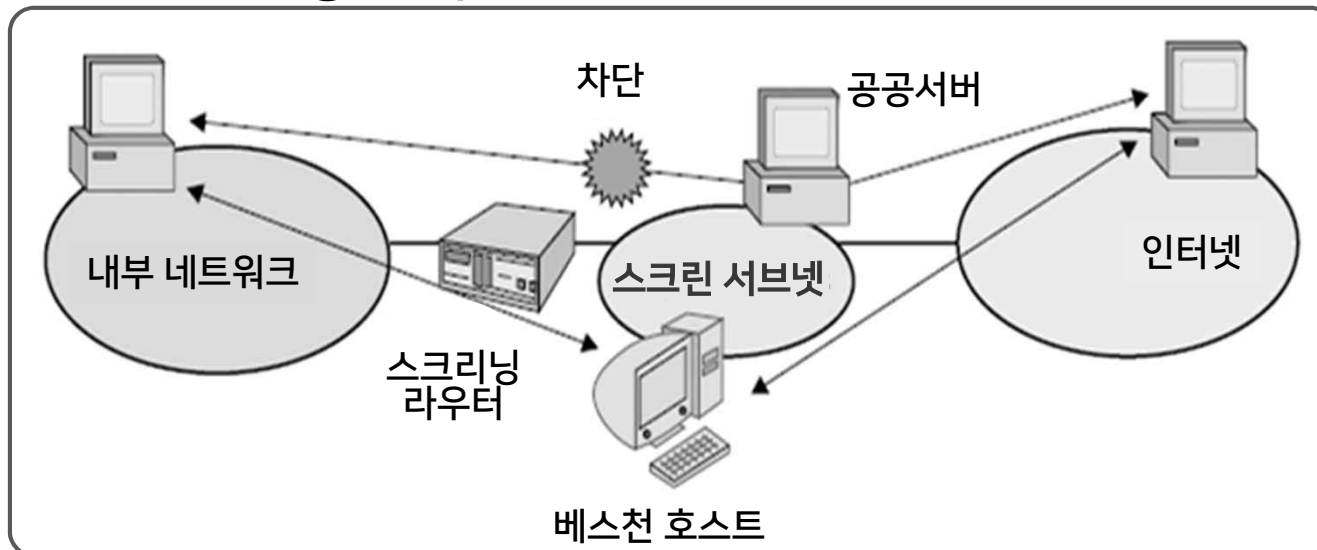 차단
공공서버
내부 네트워크
스크린 서브넷
인터넷
스크리닝
라우터
베스천 호스트